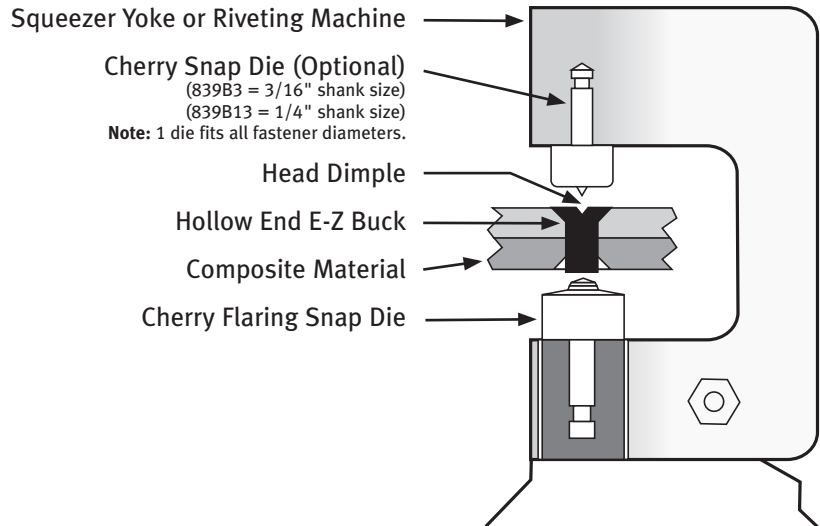 Squeezer Yoke or Riveting Machine
Cherry Snap Die (Optional)
(839B3 = 3/16" shank size)
(839B13 = 1/4" shank size)
Note: 1 die fits all fastener diameters.
Head Dimple
Hollow End E-Z Buck
Composite Material
Cherry Flaring Snap Die